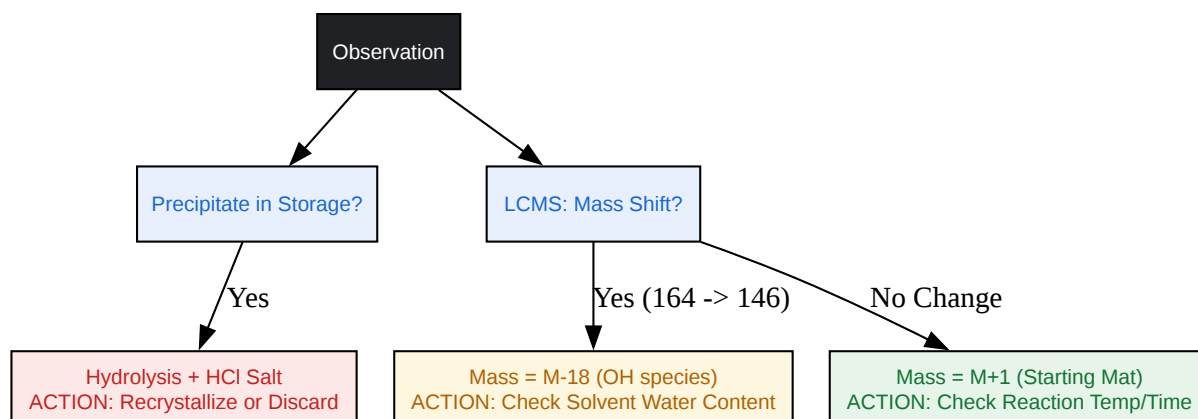 Observation
Precipitate in Storage?
LCMS: Mass Shift?
Yes
Yes (164 -> 146)
No Change
Hydrolysis + HCl Salt
ACTION: Recrystallize or Discard
Mass = M-18 (OH species)
ACTION: Check Solvent Water Content
Mass = M+1 (Starting Mat)
ACTION: Check Reaction Temp/Time